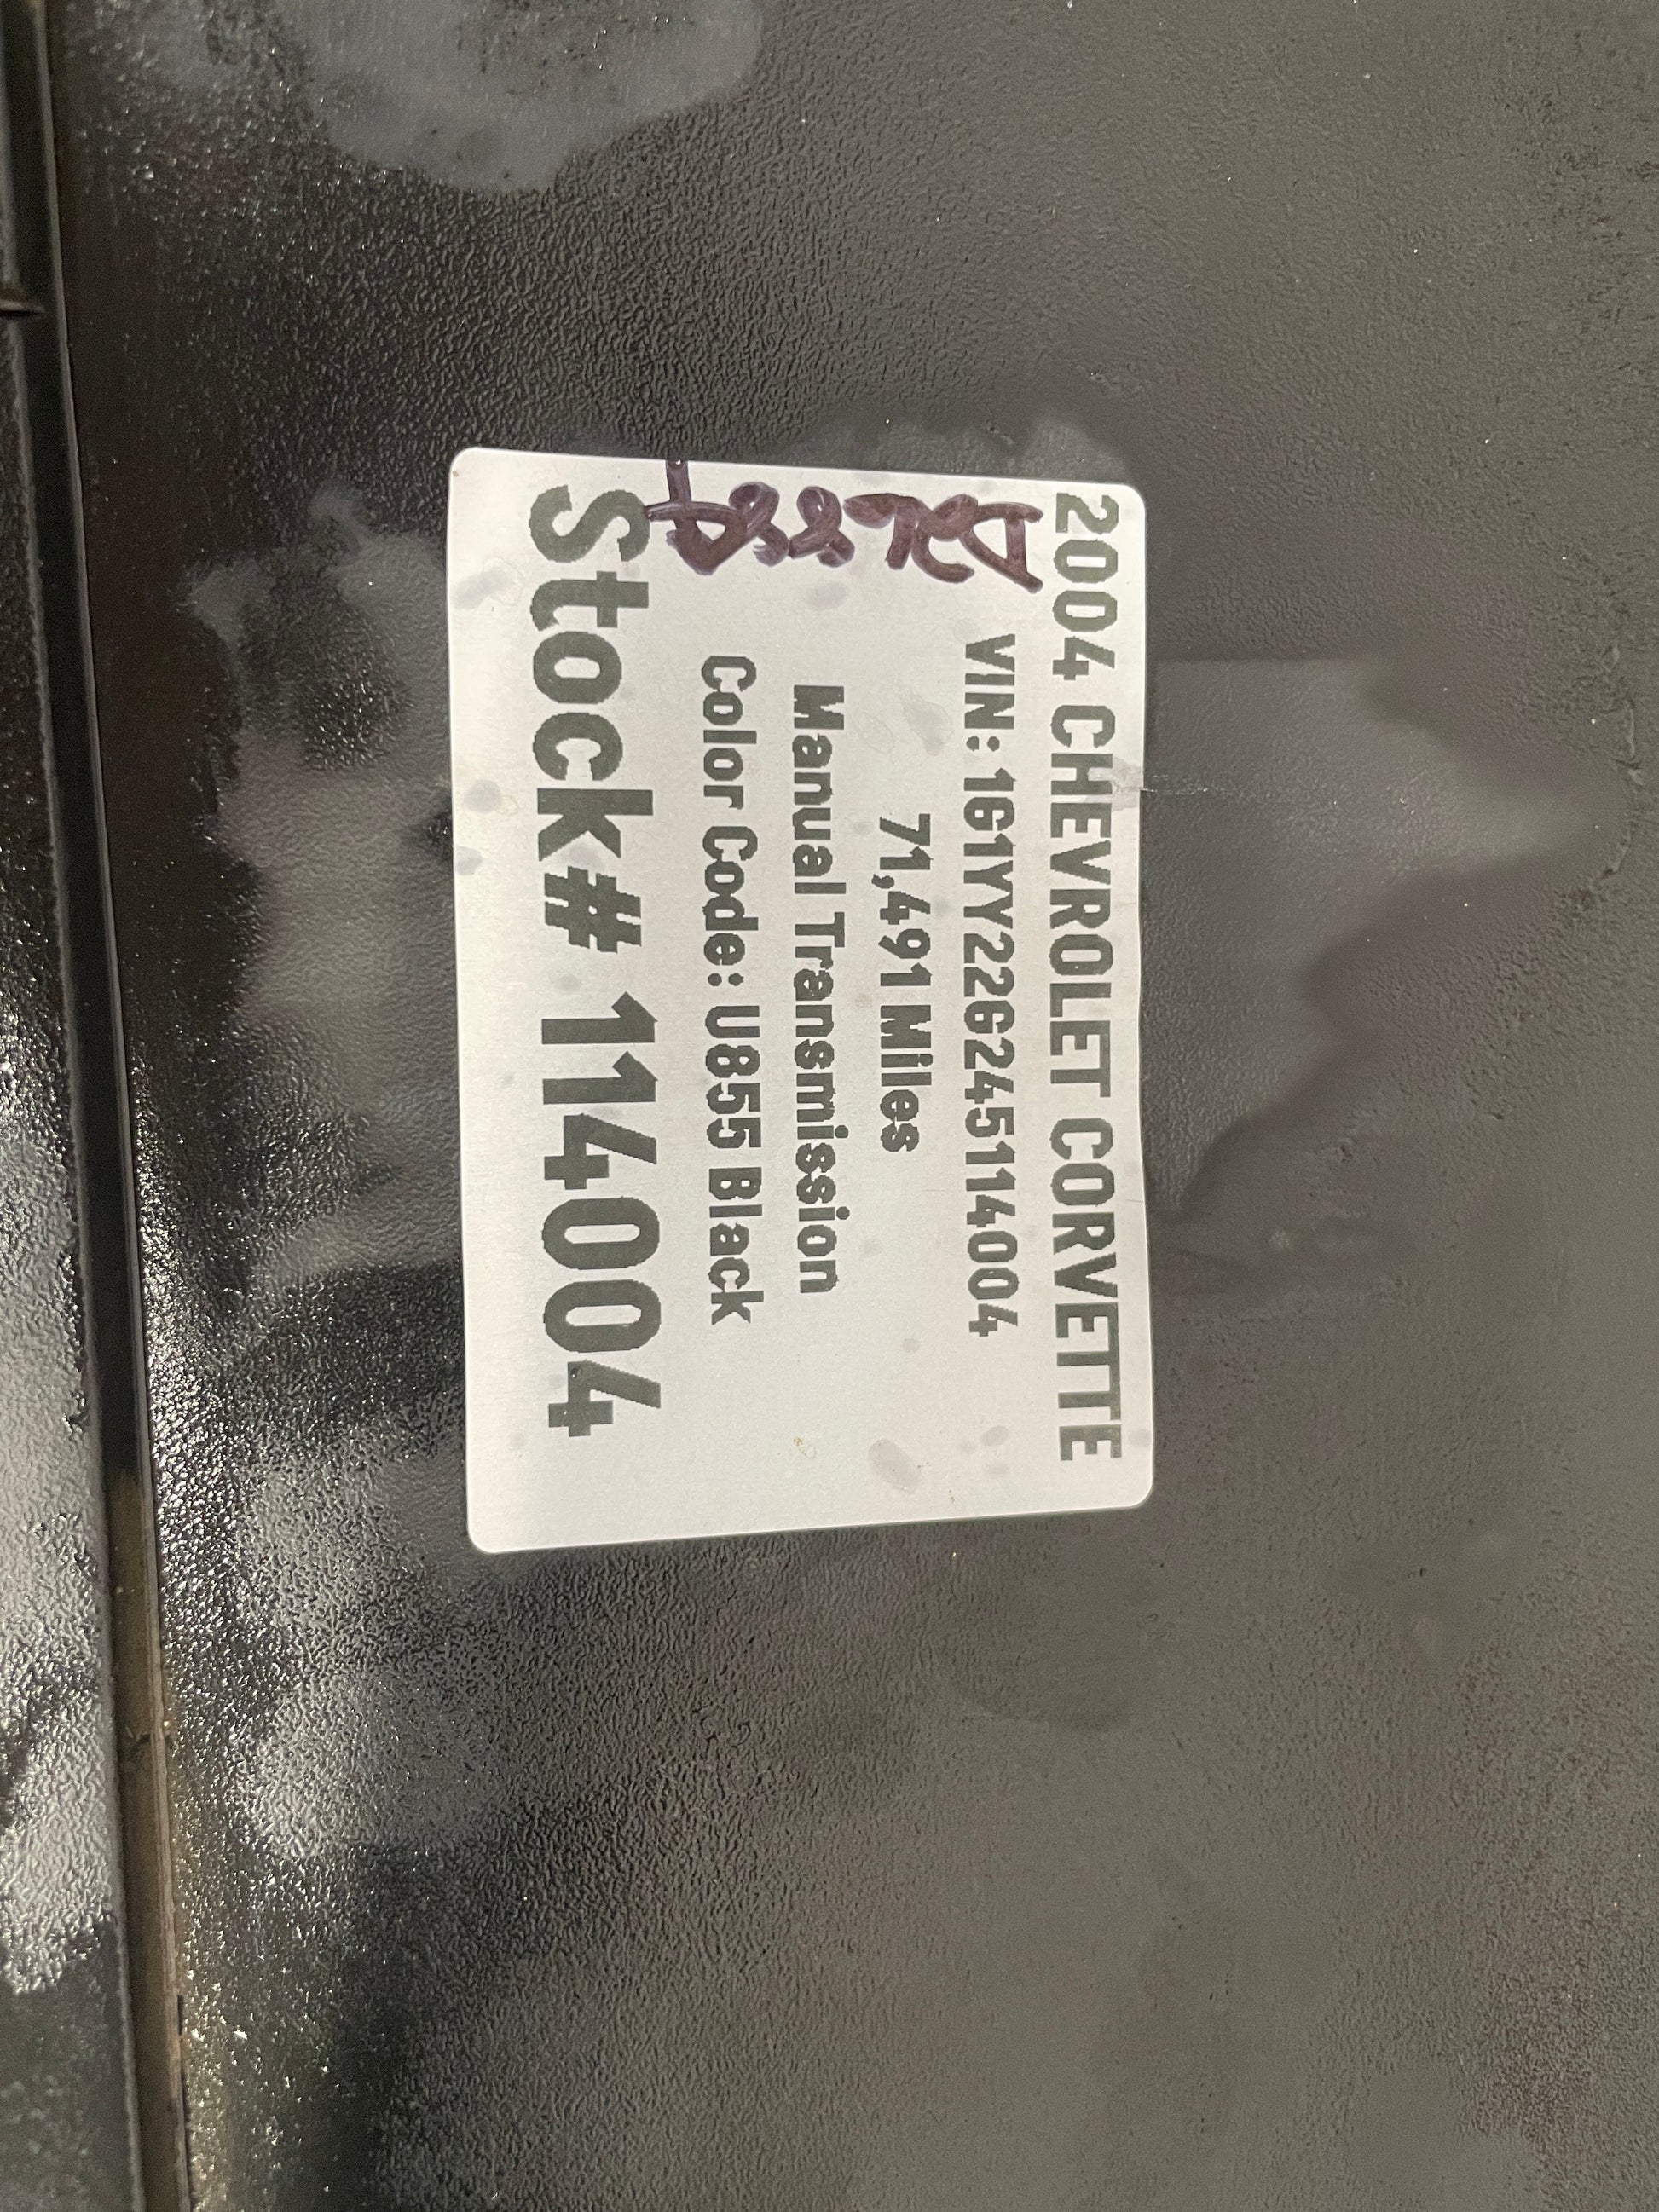 2004 CHEVROLET CORVETTE
VIN: 1G1YY22G245114004
71,491 Miles
Manual Transmission
Color Code: U855 Black
Stock# 114004